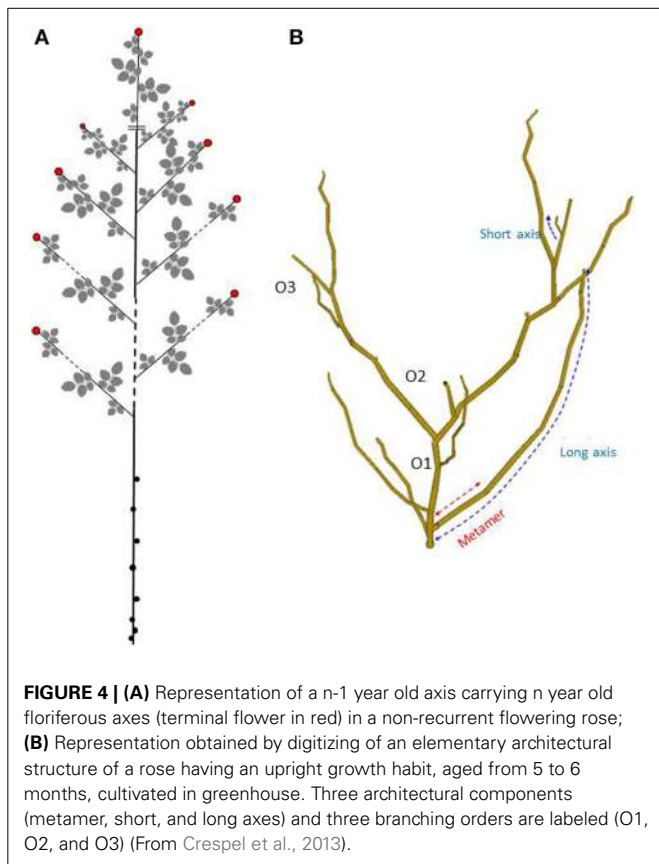 A
B
Short axis
O3
O2
Long axis
O1
Metamer
FIGURE 4 | (A) Representation of a n-1 year old axis carrying n year old
floriferous axes (terminal flower in red) in a non-recurrent flowering rose;
(B) Representation obtained by digitizing of an elementary architectural
structure of a rose having an upright growth habit, aged from 5 to 6
months, cultivated in greenhouse. Three architectural components
(metamer, short, and long axes) and three branching orders are labeled (O1,
O2, and O3) (From Crespel et al., 2013).